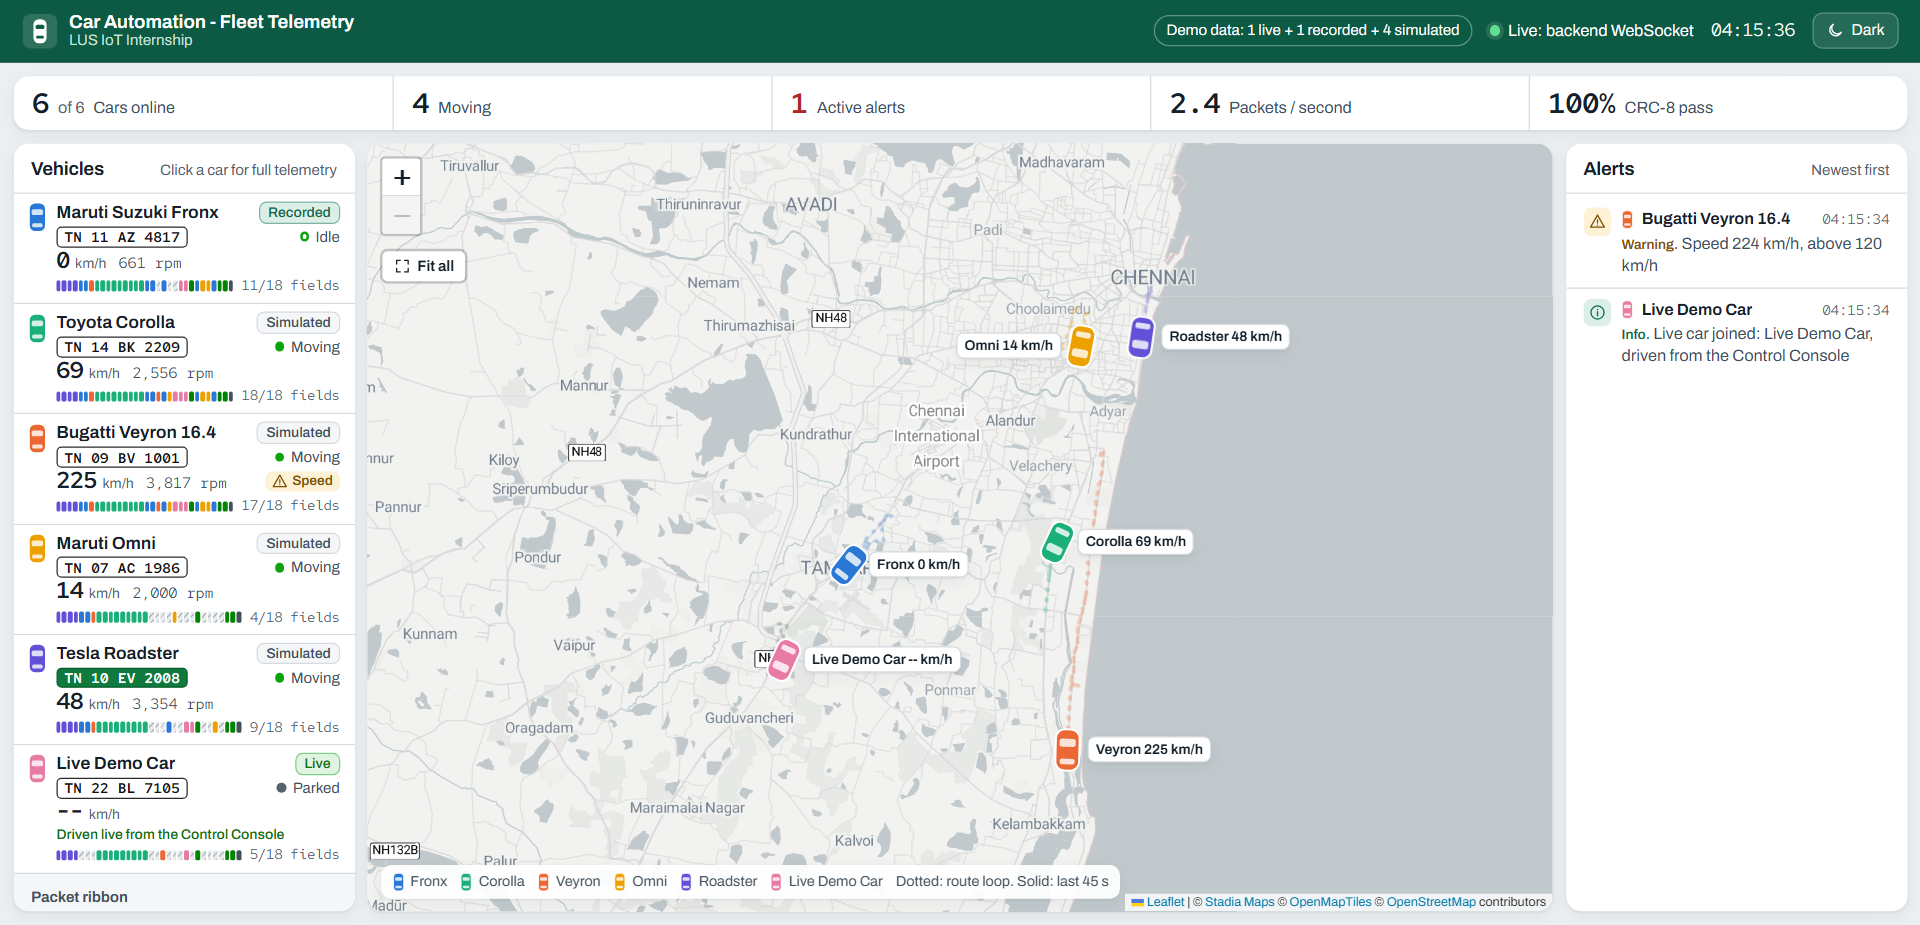 Car Automation - Fleet Telemetry
LUS IoT Internship
Demo data: 1 live + 1 recorded + 4 simulated
Live: backend WebSocket
04:15:36
Dark
6 of 6 Cars online
4 Moving
1 Active alerts
2.4 Packets / second
100% CRC-8 pass
Vehicles
Click a car for full telemetry
Maruti Suzuki Fronx
Recorded
TN 11 AZ 4817
Idle
0 km/h 661 rpm
11/18 fields
Toyota Corolla
Simulated
TN 14 BK 2209
Moving
69 km/h 2,556 rpm
18/18 fields
Bugatti Veyron 16.4
Simulated
TN 09 BV 1001
Moving
225 km/h 3,817 rpm
Speed
17/18 fields
Maruti Omni
Simulated
TN 07 AC 1986
Moving
14 km/h 2,000 rpm
4/18 fields
Tesla Roadster
Simulated
TN 10 EV 2008
Moving
48 km/h 3,354 rpm
9/18 fields
Live Demo Car
Live
TN 22 BL 7105
Parked
-- km/h
Driven live from the Control Console
5/18 fields
Packet ribbon
+
−
Fit all
Tiruvallur
Madhavaram
Thiruninravur
AVADI
Padi
CHENNAI
Nemam
Choolaimedu
Thirumazhisai
NH48
Omni 14 km/h
Roadster 48 km/h
Mannur
Chennai
International
Airport
Alandur
Adyar
Kundrathur
NH48
Kiloy
Velachery
Sriperumbudur
Pannur
Corolla 69 km/h
Pondur
Fronx 0 km/h
Kunnam
Vaipur
Live Demo Car -- km/h
Ponmar
Guduvancheri
Oragadam
Veyron 225 km/h
Maraimalai Nagar
Kelambakkam
Kalvoi
NH132B
Palur
Fronx
Corolla
Veyron
Omni
Roadster
Live Demo Car
Dotted: route loop. Solid: last 45 s
Leaflet | © Stadia Maps © OpenMapTiles © OpenStreetMap contributors
Alerts
Newest first
Bugatti Veyron 16.4
04:15:34
Warning. Speed 224 km/h, above 120
km/h
Live Demo Car
04:15:34
Info. Live car joined: Live Demo Car,
driven from the Control Console